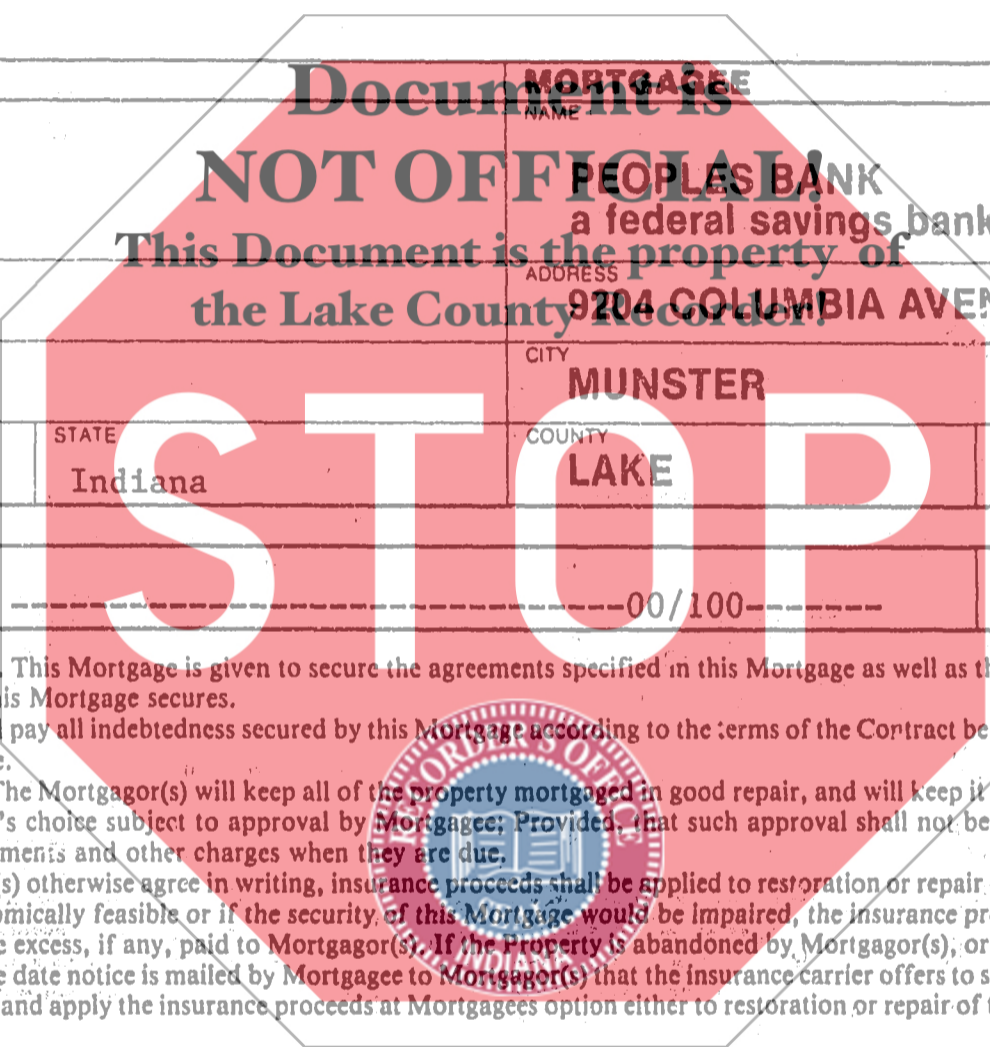 MORTGAGEE
Document is
NAME
NOT OFFICIAL!
PEOPLES BANK
a federal savings bank
This Document is the property of
ADDRESS
the Lake County Recorder!
9204 COLUMBIA AVEN
CITY
MUNSTER
STATE
COUNTY
Indiana
LAKE
STOP
00/100
This Mortgage is given to secure the agreements specified in this Mortgage as well as th
is Mortgage secures.
pay all indebtedness secured by this Mortgage according to the terms of the Contract be
e.
The Mortgagor(s) will keep all of the property mortgaged in good repair, and will keep it
's choice subject to approval by Mortgagee; Provided, that such approval shall not be
ments and other charges when they are due.
(s) otherwise agree in writing, insurance proceeds shall be applied to restoration or repair
omically feasible or if the security of this Mortgage would be impaired, the insurance pr
e excess, if any, paid to Mortgagor(s). If the Property is abandoned by Mortgagor(s), or
e date notice is mailed by Mortgagee to Mortgagor(s) that the insurance carrier offers to s
and apply the insurance proceeds at Mortgagees option either to restoration or repair of t
RECORDER'S OFFICE
INDIANA